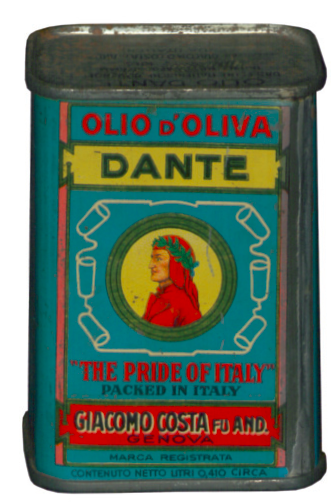 OLIO D'OLIVA
DANTE
"THE PRIDE OF ITALY"
PACKED IN ITALY
GIACOMO COSTA FU AND.
GENOVA
MARCA REGISTRATA
CONTENUTO NETTO LITRI 0,410 CIRCA